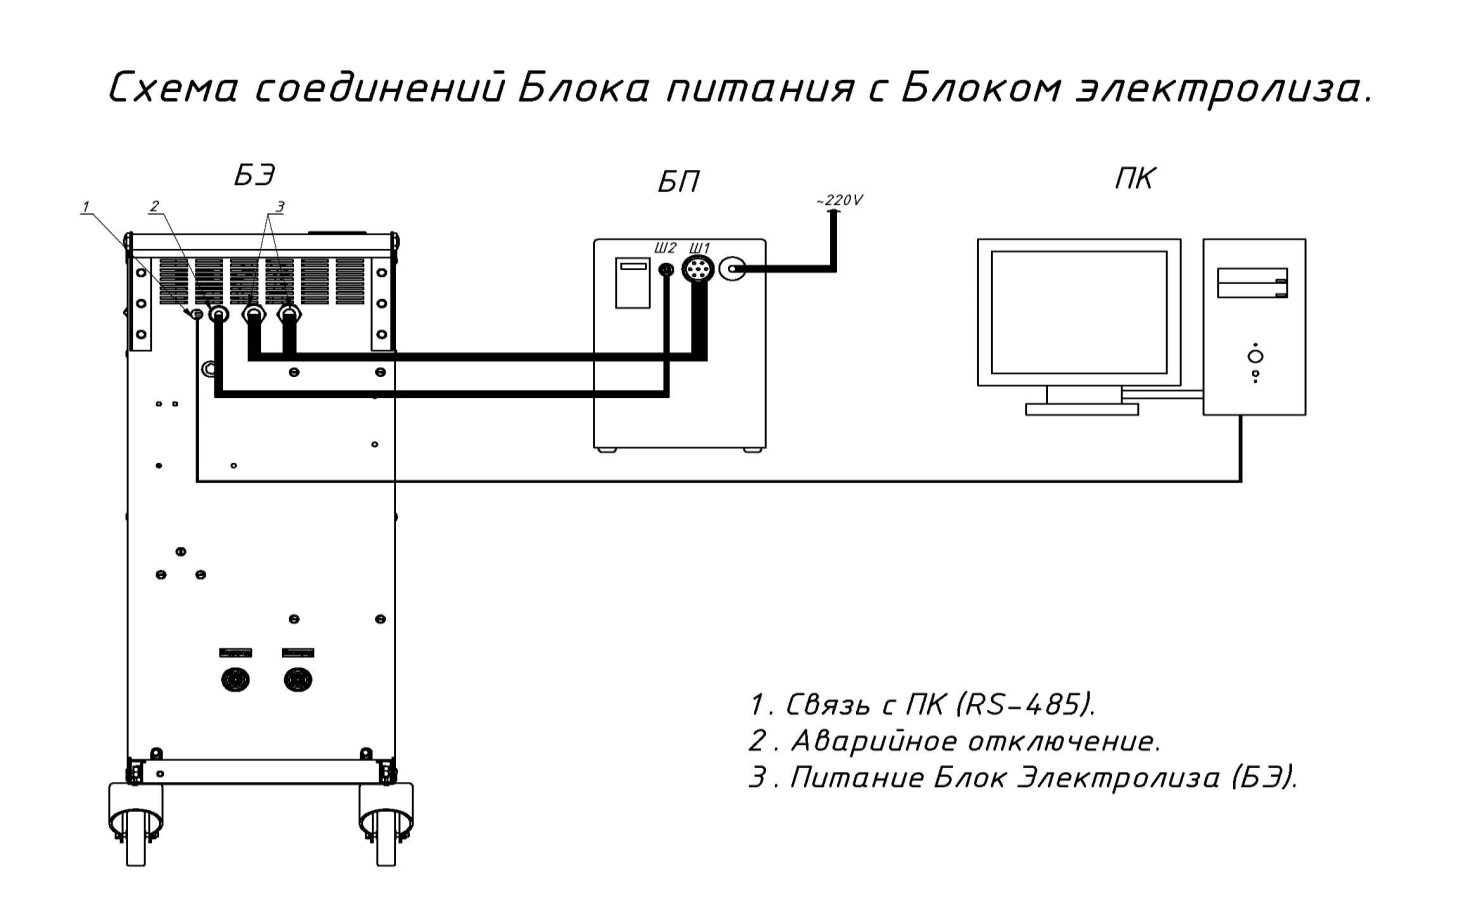 Схема соединений Блока питания с Блоком электролиза.
БЭ
БП
ПК
1
2
3
~220V
Ш2
Ш1
1. Связь с ПК (RS-485).
2. Аварийное отключение.
3. Питание Блок Электролиза (БЭ).